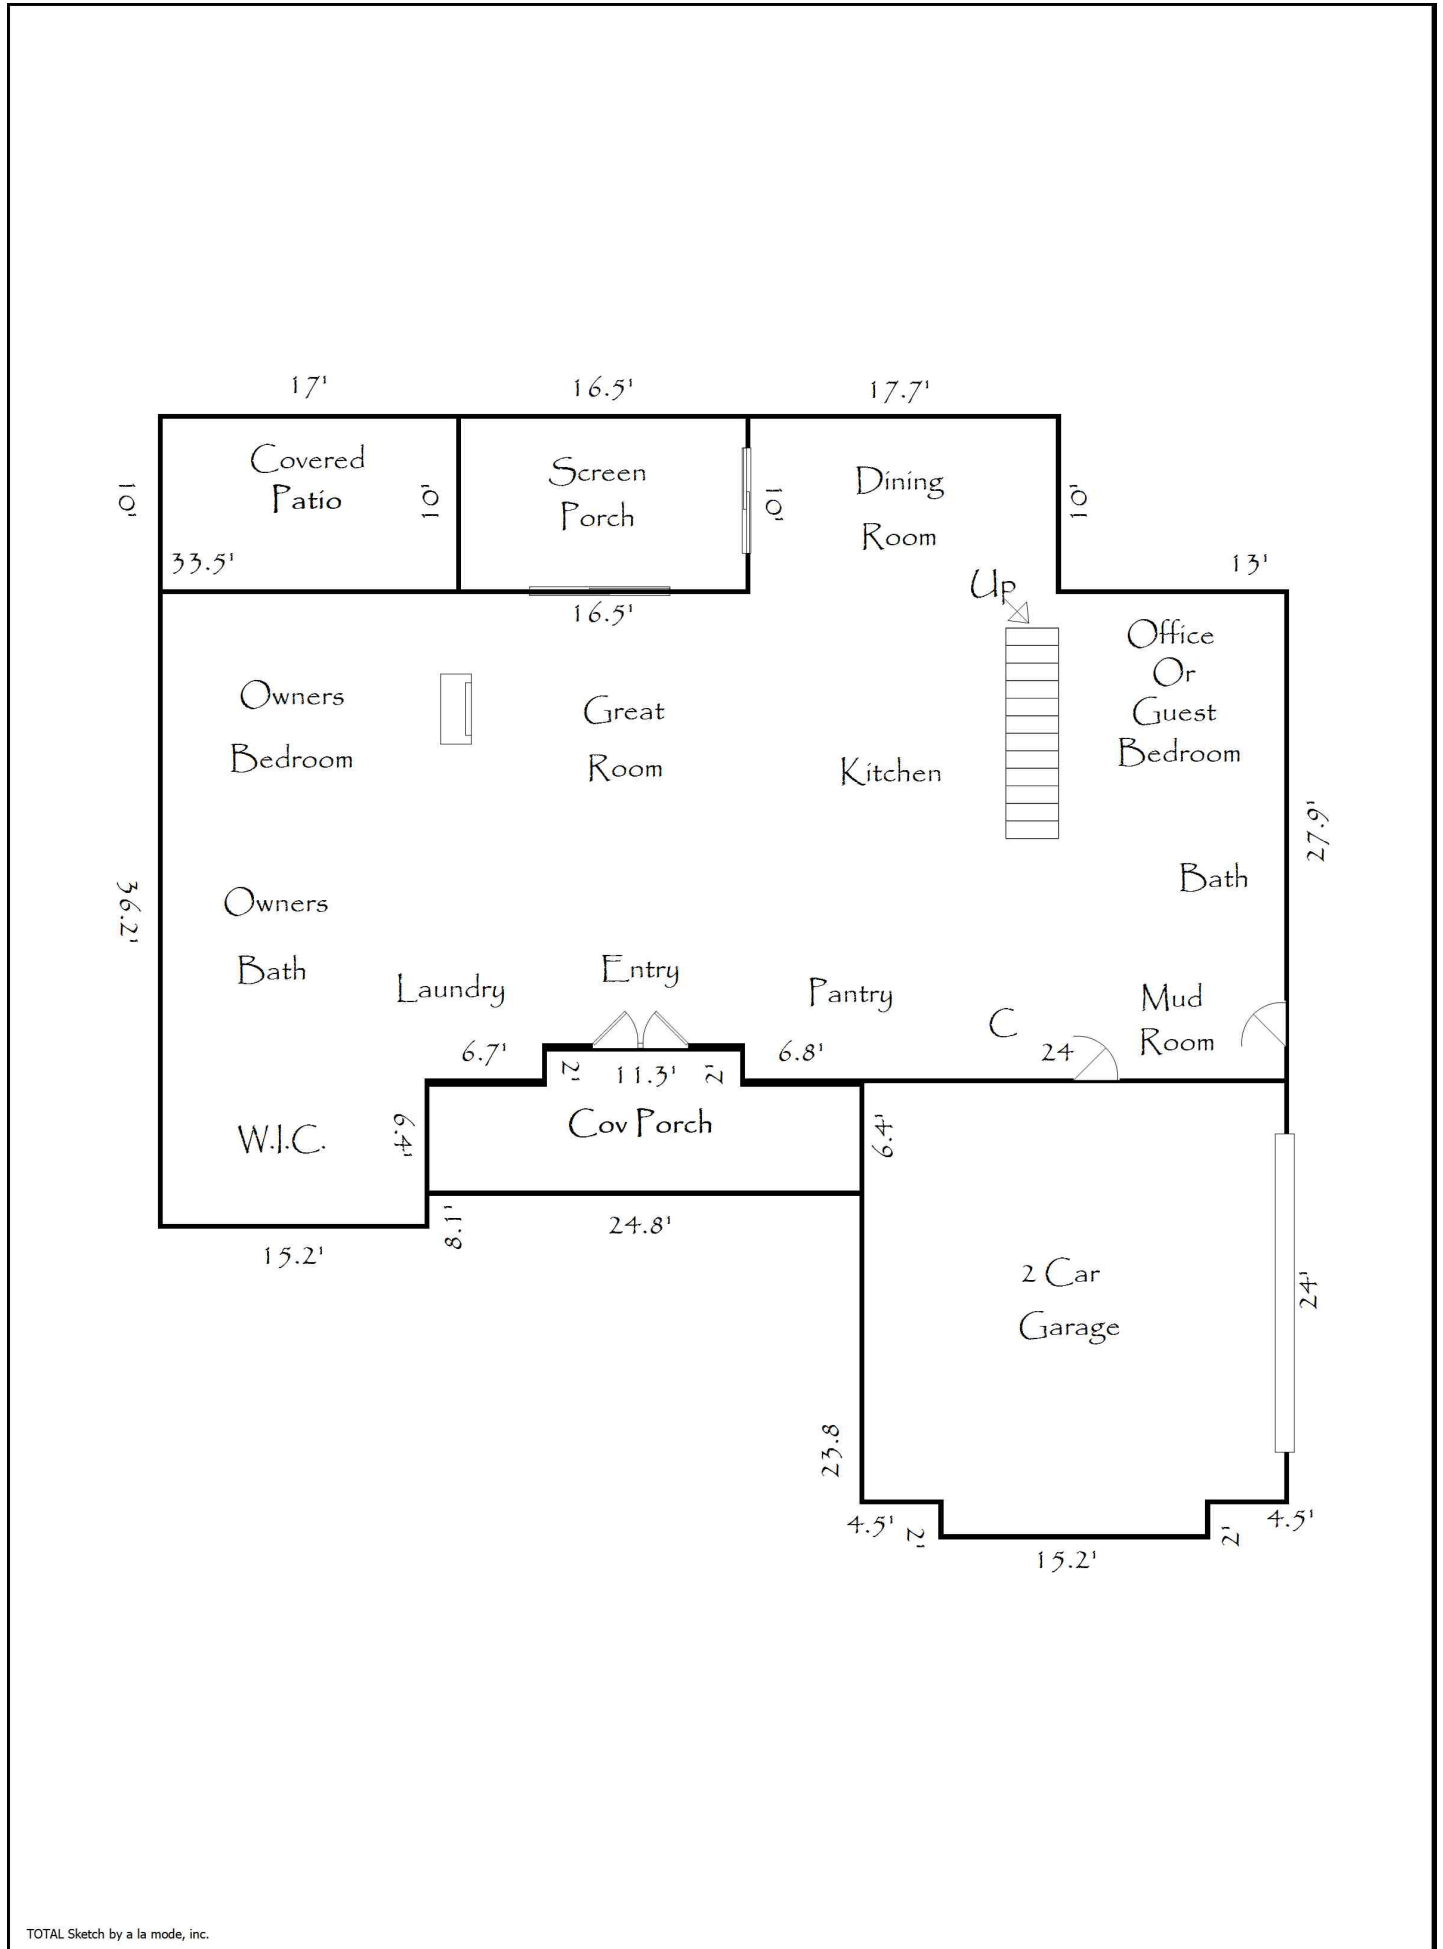 17'
16.5'
17.7'
Covered
Patio
Screen
Porch
Dining
Room
10'
10'
10'
10'
33.5'
13'
16.5'
Up
Office
Or
Guest
Bedroom
Owners
Bedroom
Great
Room
Kitchen
27.9'
36.2'
Bath
Owners
Bath
Laundry
Entry
Pantry
C
Mud
Room
6.7'
2'
11.3'
2'
6.8'
24
Cov Porch
6.4'
6.4'
W.I.C.
8.1'
24.8'
15.2'
2 Car
Garage
24'
23.8
4.5'
2'
15.2'
2'
4.5'
TOTAL Sketch by a la mode, inc.